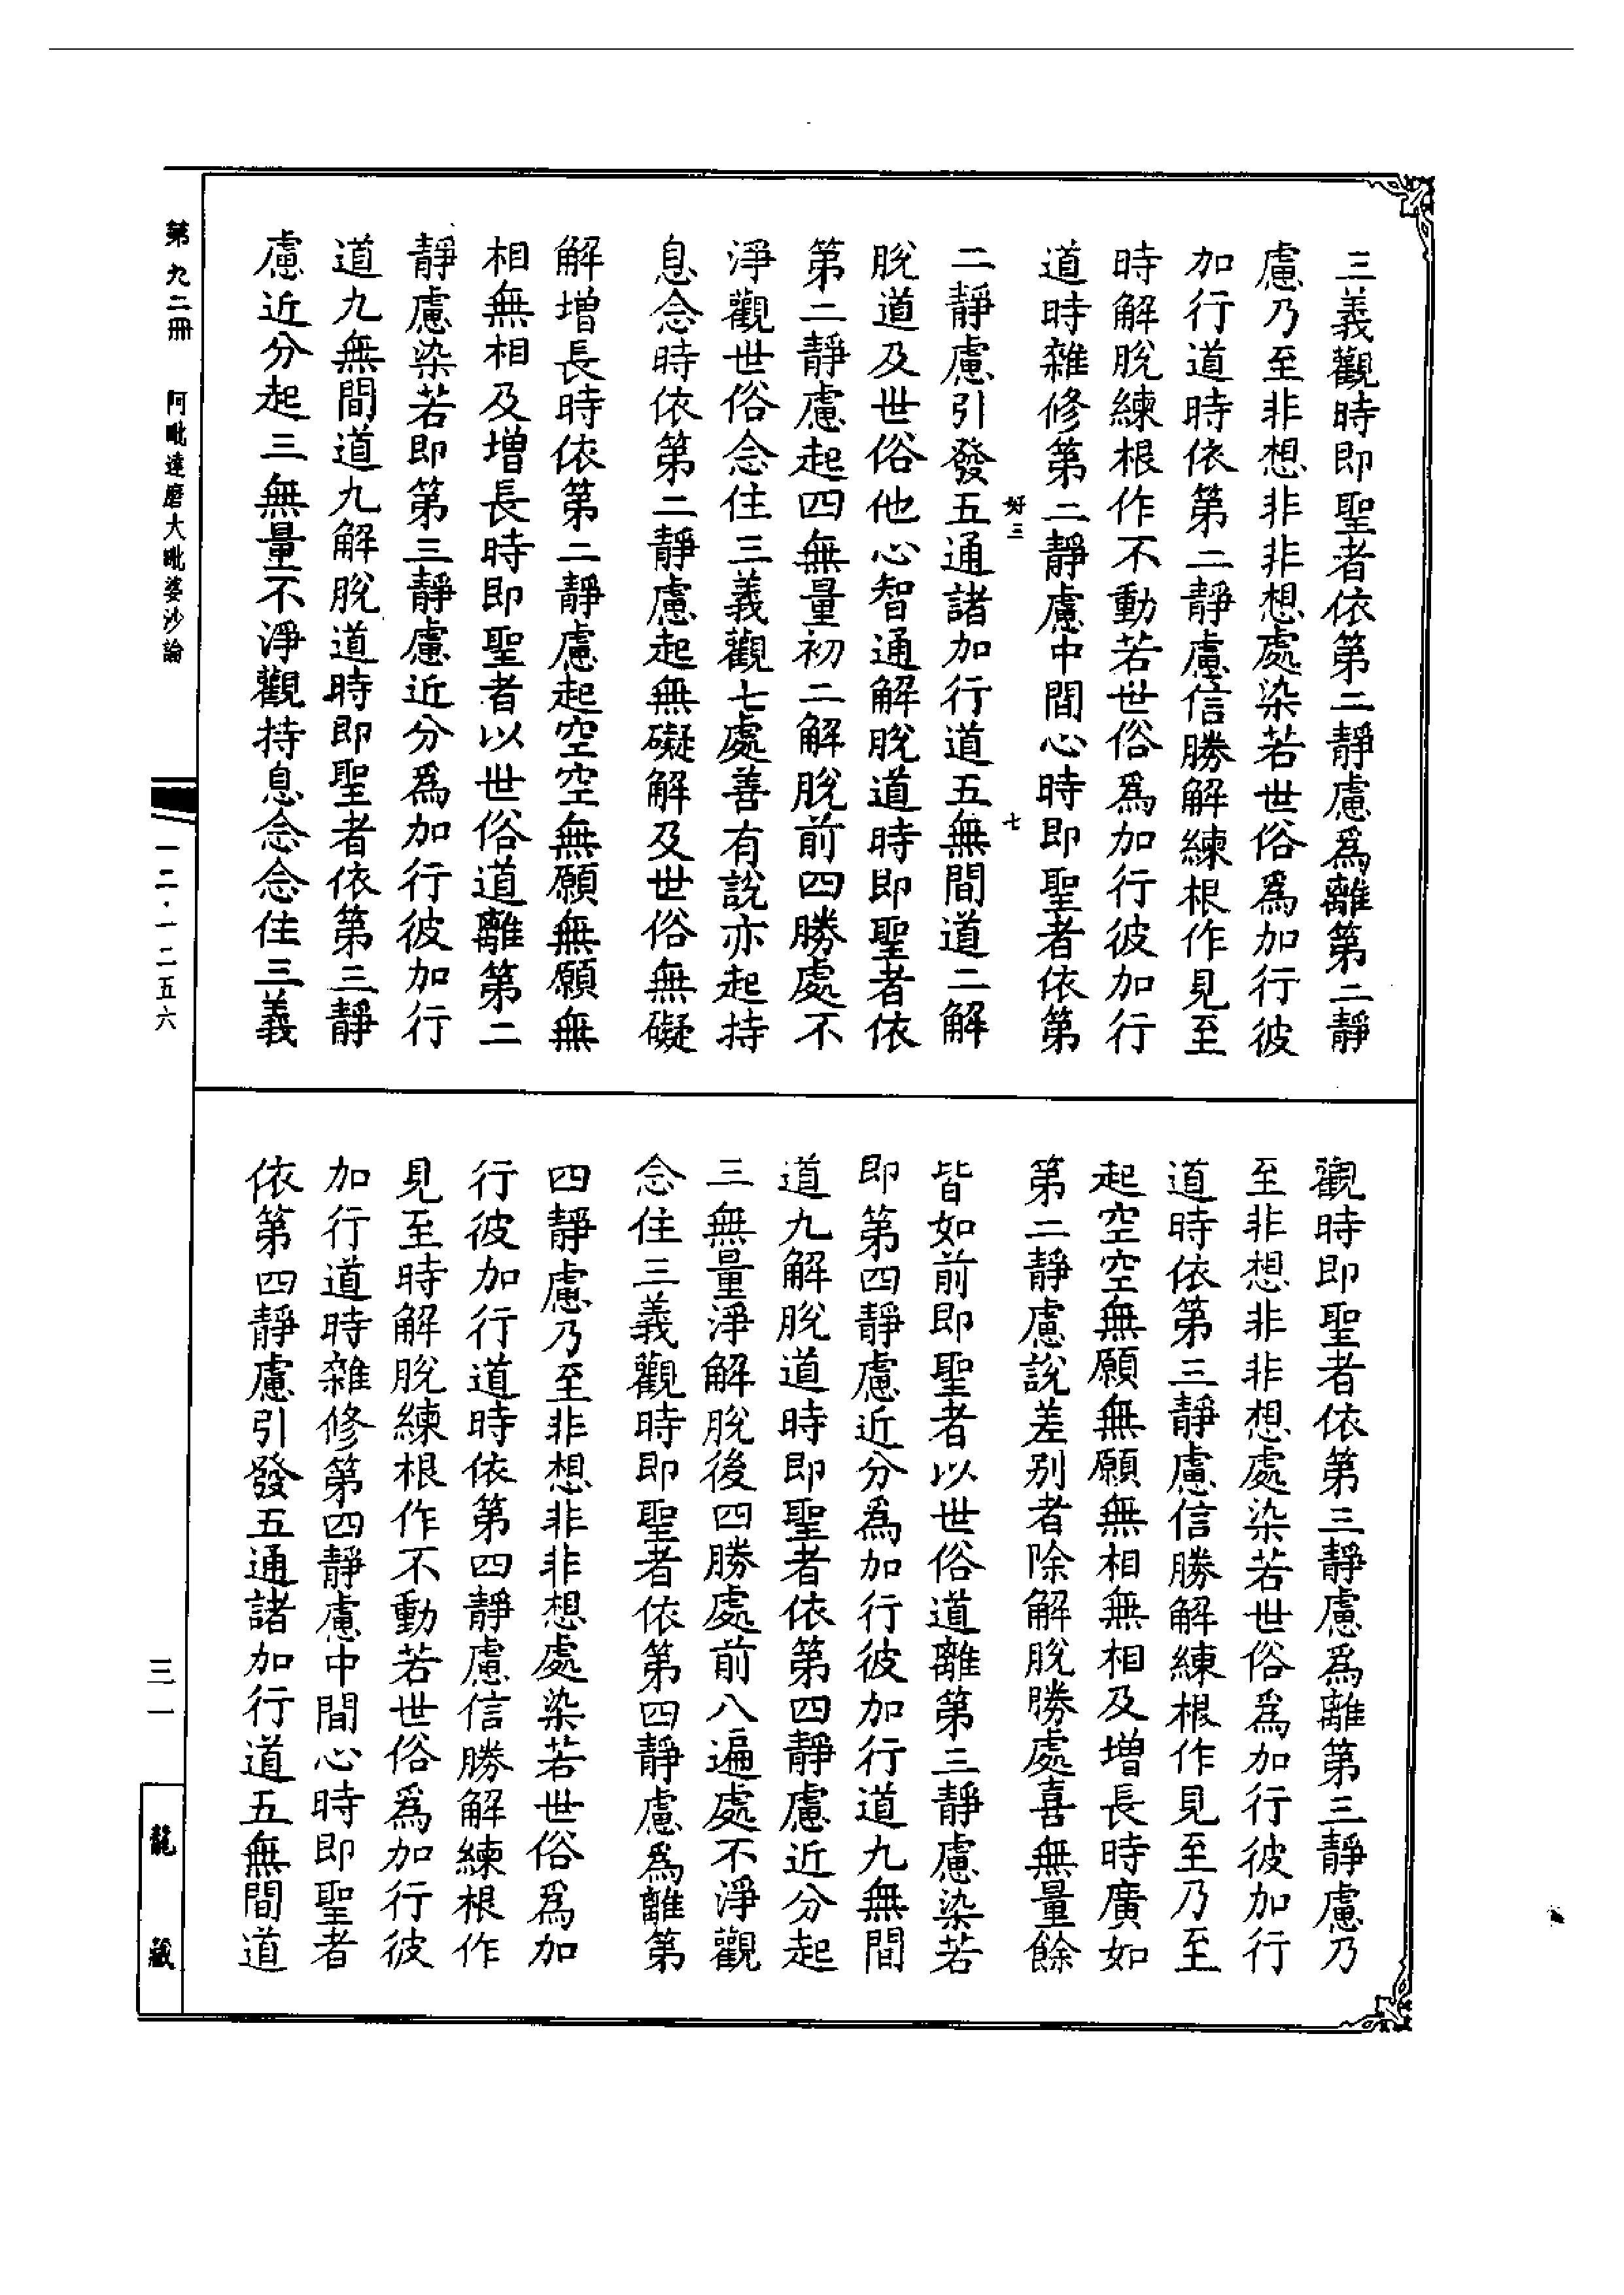 三義觀時即聖者依第二靜慮爲離第二靜
慮乃至非想非非想處染若世俗爲加行彼
加行道時依第二靜慮信勝解練根作見至
時解脫練根作不動若世俗爲加行彼加行
道時雜修第二靜慮中間心時即聖者依第
二靜慮引發五通諸加行道五無間道二解
好三
七
脫道及世俗他心智通解脫道時即聖者依
第二靜慮起四無量初二解脫前四勝處不
淨觀世俗念住三義觀七處善有說亦起持
息念時依第二靜慮起無礙解及世俗無礙
解增長時依第二靜慮起空空無願無願無
相無相及增長時即聖者以世俗道離第二
靜慮染若即第三靜慮近分爲加行彼加行
道九無間道九解脫道時即聖者依第三靜
慮近分起三無量不淨觀持息念念住三義
觀時即聖者依第三靜慮爲離第三靜慮乃
至非想非非想處染若世俗爲加行彼加行
道時依第三靜慮信勝解練根作見至乃至
起空空無願無願無相無相及增長時廣如
第二靜慮說差別者除解脫勝處喜無量餘
皆如前即聖者以世俗道離第三靜慮染若
即第四靜慮近分爲加行彼加行道九無間
道九解脫道時即聖者依第四靜慮近分起
三無量淨解脫後四勝處前八遍處不淨觀
念住三義觀時即聖者依第四靜慮爲離第
四靜慮乃至非想非非想處染若世俗爲加
行彼加行道時依第四靜慮信勝解練根作
見至時解脫練根作不動若世俗爲加行彼
加行道時雜修第四靜慮中間心時即聖者
依第四靜慮引發五通諸加行道五無間道
第九二冊 阿毗達磨大毗婆沙論
一二·一二五六
三一
龍藏